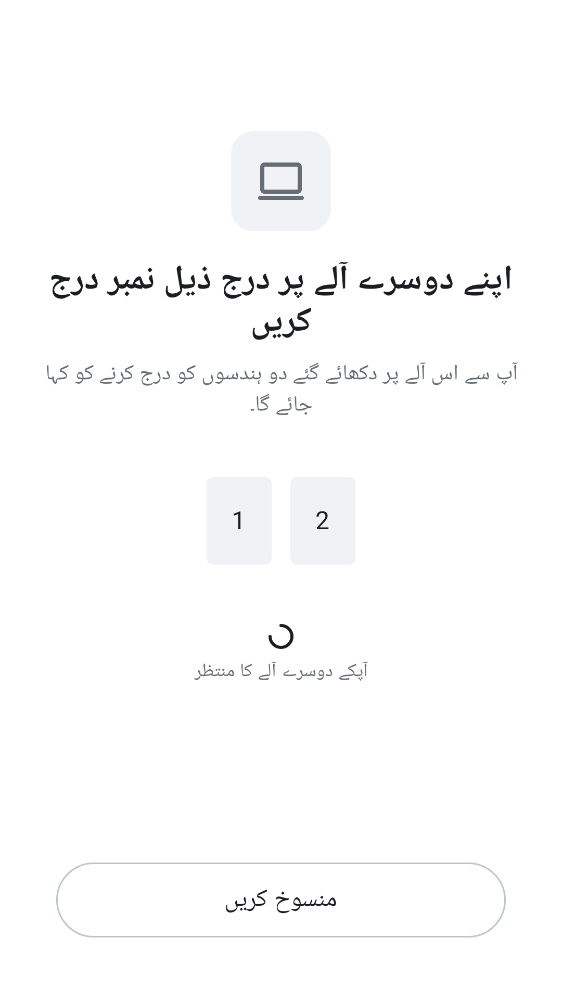 اپنے دوسرے آلے پر درج ذیل نمبر درج
کریں
آپ سے اس آلے پر دکھائے گئے دو ہندسوں کو درج کرنے کو کہا
جائے گا۔
1 2
آپکے دوسرے آلے کا منتظر
منسوخ کریں